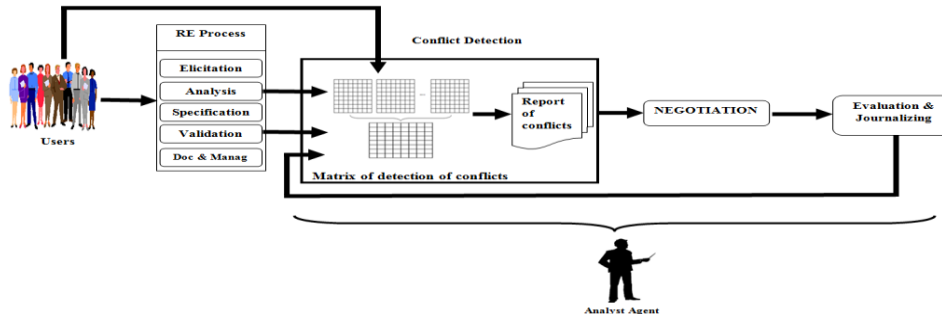 RE Process
Conflict Detection
Elicitation
Analysis
Specification
Validation
Doc & Manag
Users
...
Report
of
conflicts
NEGOTIATION
Evaluation &
Journalizing
Matrix of detection of conflicts
Analyst Agent